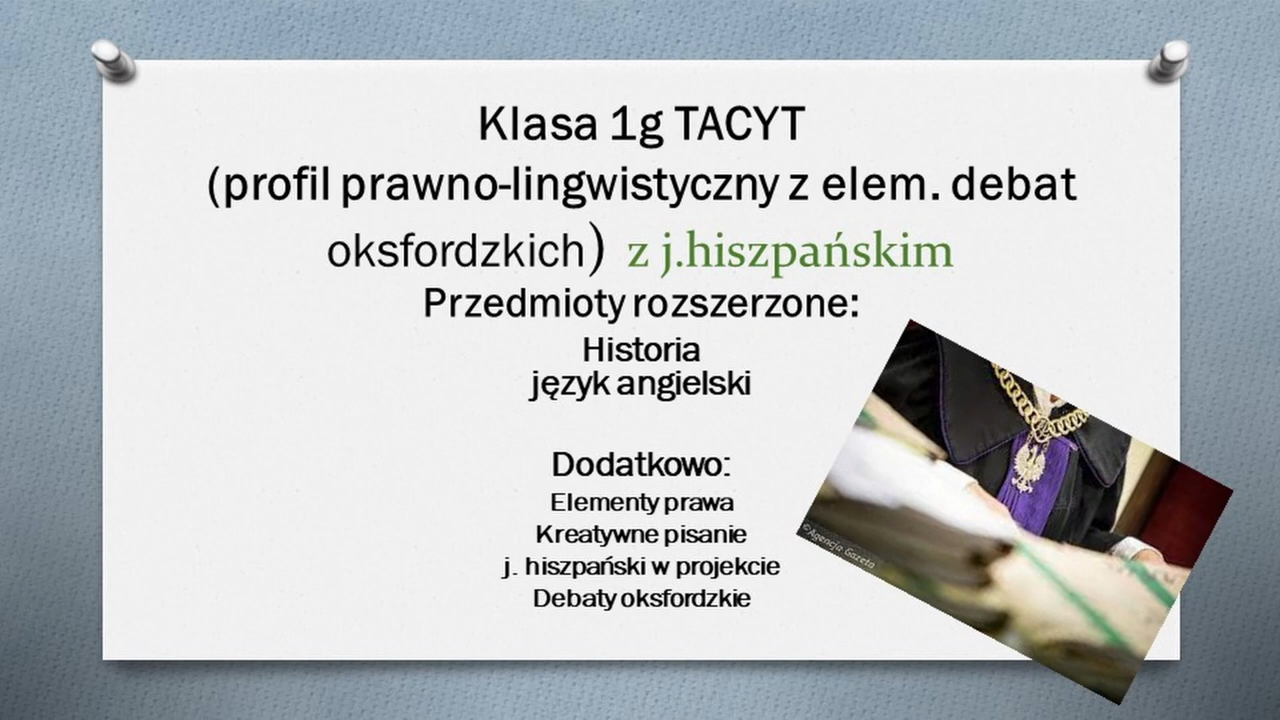 Klasa 1g TACYT
(profil prawno-lingwistyczny z elem. debat
oksfordzkich) z j.hiszpańskim
Przedmioty rozszerzone:
Historia
język angielski
Dodatkowo:
Elementy prawa
Kreatywne pisanie
j. hiszpański w projekcie
Debaty oksfordzkie
©Agencja Gazeta